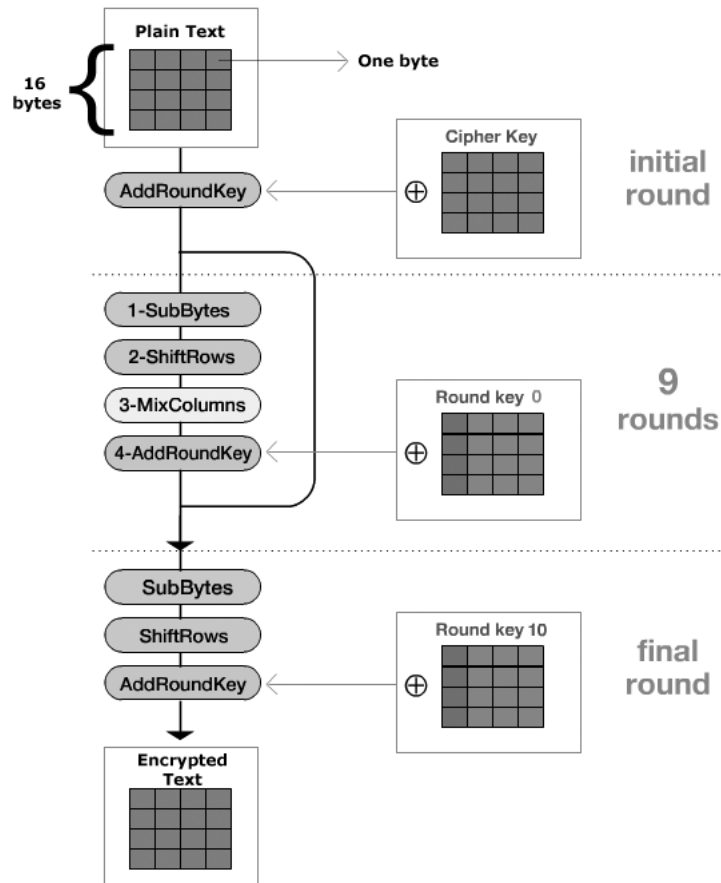 Plain Text
16
bytes
One byte
Cipher Key
initial
round
AddRoundKey
1-SubBytes
2-ShiftRows
3-MixColumns
4-AddRoundKey
Round key 0
9
rounds
SubBytes
ShiftRows
AddRoundKey
Round key 10
final
round
Encrypted
Text